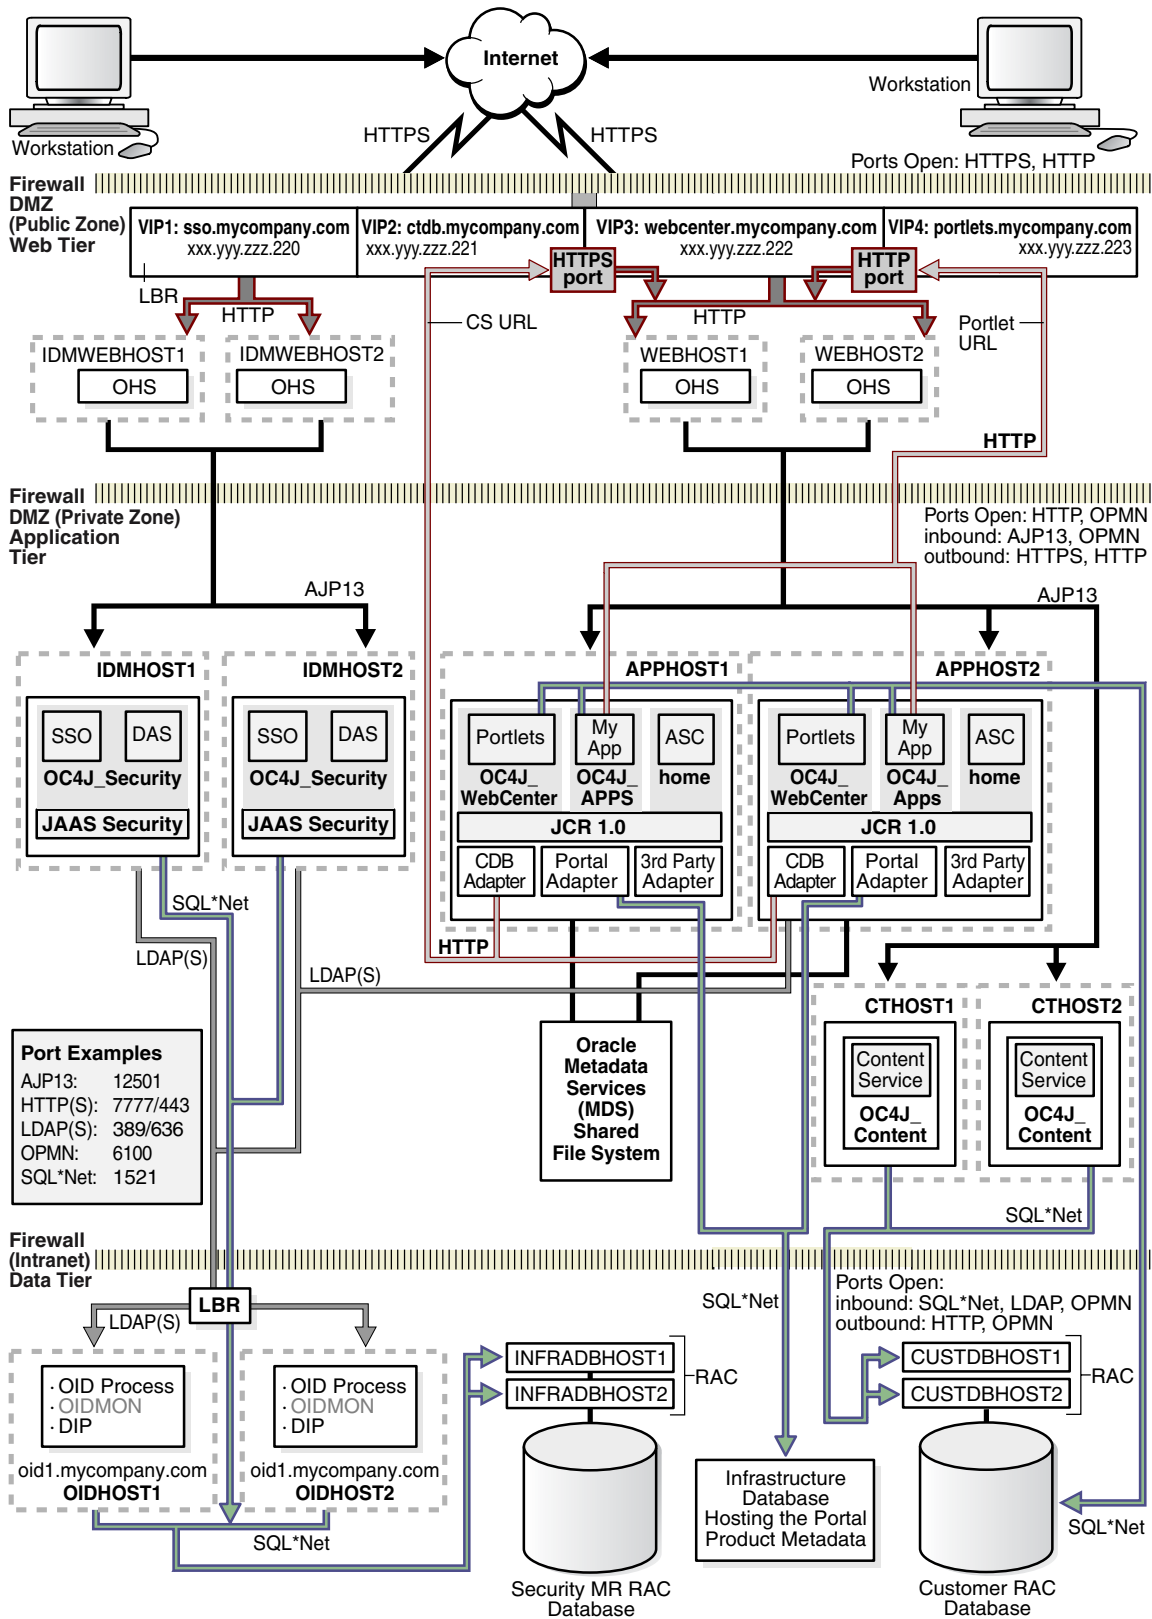 Internet
Workstation
Workstation
HTTPS
HTTPS
Ports Open: HTTPS, HTTP
Firewall
DMZ
(Public Zone)
Web Tier
VIP1: sso.mycompany.com
xxx.yyy.zzz.220
VIP2: ctdb.mycompany.com
xxx.yyy.zzz.221
VIP3: webcenter.mycompany.com
xxx.yyy.zzz.222
VIP4: portlets.mycompany.com
xxx.yyy.zzz.223
HTTPS
port
HTTP
port
LBR
HTTP
CS URL
HTTP
Portlet
URL
IDMWEBHOST1
OHS
IDMWEBHOST2
OHS
WEBHOST1
OHS
WEBHOST2
OHS
HTTP
Firewall
DMZ (Private Zone)
Application
Tier
Ports Open: HTTP, OPMN
inbound: AJP13, OPMN
outbound: HTTPS, HTTP
AJP13
AJP13
IDMHOST1
SSO
DAS
OC4J_Security
JAAS Security
IDMHOST2
SSO
DAS
OC4J_Security
JAAS Security
APPHOST1
Portlets
OC4J_
WebCenter
My
App
OC4J_
APPS
ASC
home
JCR 1.0
CDB
Adapter
Portal
Adapter
3rd Party
Adapter
APPHOST2
Portlets
OC4J_
WebCenter
My
App
OC4J_
Apps
ASC
home
JCR 1.0
CDB
Adapter
Portal
Adapter
3rd Party
Adapter
SQL*Net
LDAP(S)
HTTP
LDAP(S)
CTHOST1
Content
Service
OC4J_
Content
CTHOST2
Content
Service
OC4J_
Content
Oracle
Metadata
Services
(MDS)
Shared
File System
Port Examples
AJP13: 12501
HTTP(S): 7777/443
LDAP(S): 389/636
OPMN: 6100
SQL*Net: 1521
SQL*Net
Firewall
(Intranet)
Data Tier
LBR
LDAP(S)
SQL*Net
Ports Open:
inbound: SQL*Net, LDAP, OPMN
outbound: HTTP, OPMN
· OID Process
· OIDMON
· DIP
oid1.mycompany.com
OIDHOST1
· OID Process
· OIDMON
· DIP
oid1.mycompany.com
OIDHOST2
SQL*Net
INFRADBHOST1
INFRADBHOST2
RAC
CUSTDBHOST1
CUSTDBHOST2
RAC
Infrastructure
Database
Hosting the Portal
Product Metadata
SQL*Net
Security MR RAC
Database
Customer RAC
Database